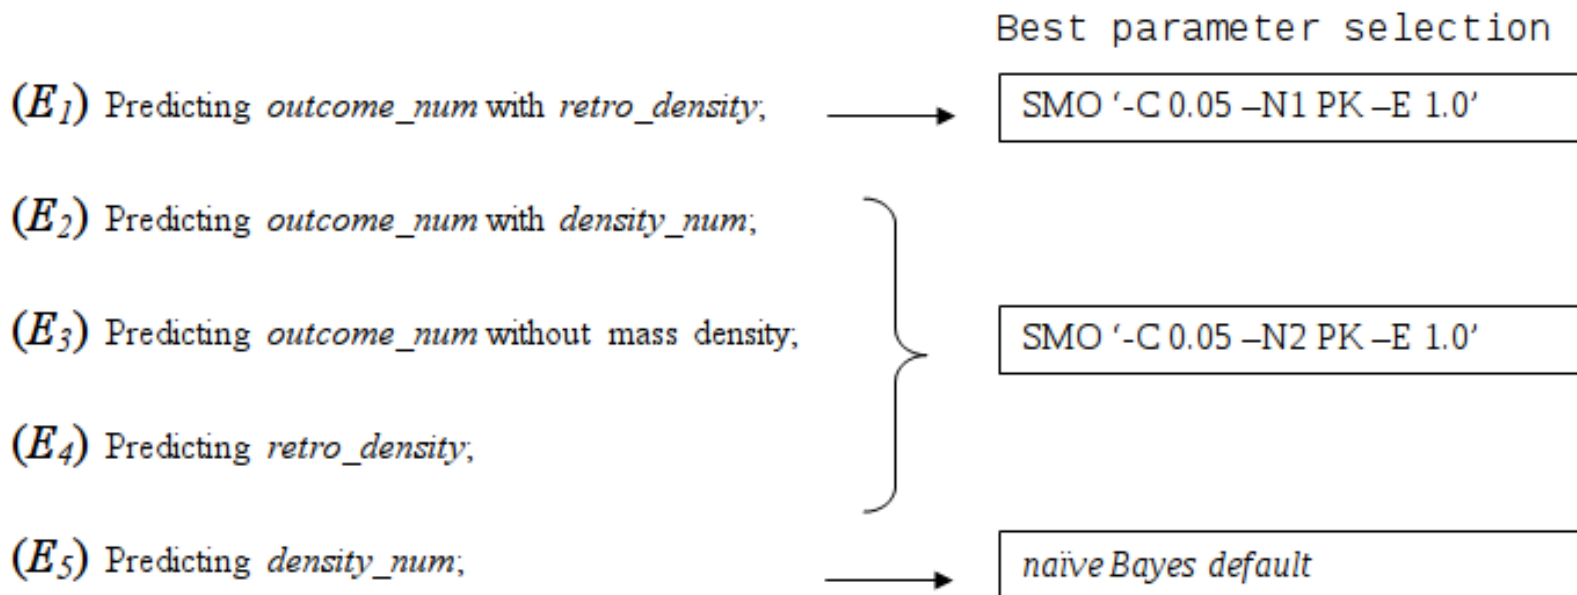 Best parameter selection
(E1) Predicting outcome_num with retro_density;
SMO ‘-C 0.05 –N1 PK –E 1.0’
(E2) Predicting outcome_num with density_num;
(E3) Predicting outcome_num without mass density;
SMO ‘-C 0.05 –N2 PK –E 1.0’
(E4) Predicting retro_density;
(E5) Predicting density_num;
naïve Bayes default